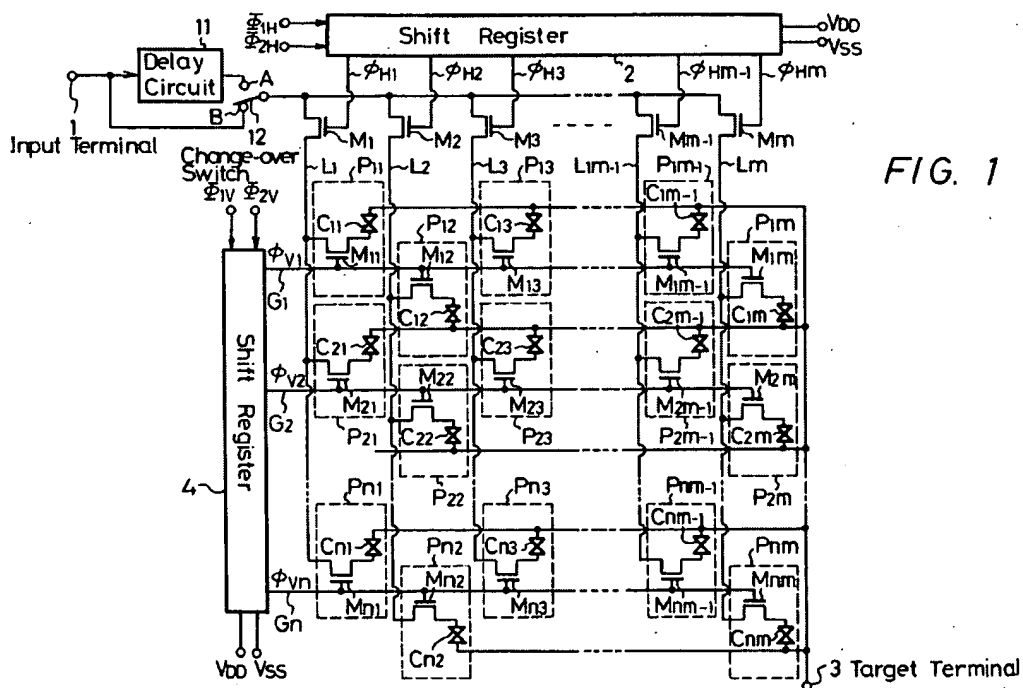 FIG. 1
Φ1H
Φ2H
Shift Register
VDD
VSS
2
11
Delay
Circuit
A
B
12
1
Input Terminal
Change-over
Switch
Φ1V Φ2V
ϕH1 ϕH2 ϕH3 ϕHm-1 ϕHm
M1 M2 M3 Mm-1 Mm
L1 L2 L3 L1m-1 Lm
P11 P13 P1m-1
C11 P12 C13 C1m-1 P1m
ϕV1 M11 M12 M13 M1m-1 M1m
G1
C12 C1m
C21 C23 C2m-1
ϕV2 M21 M22 M23 M2m-1 M2m
G2
P21 C22 P23 P2m-1 C2m
P22 P2m
Shift Register
4
Pn1 Pn3 Pnm-1
Cn1 Pn2 Cn3 Cnm-1 Pnm
ϕVn Mn1 Mn2 Mn3 Mnm-1 Mnm
Gn
Cn2 Cnm
VDD VSS
3 Target Terminal